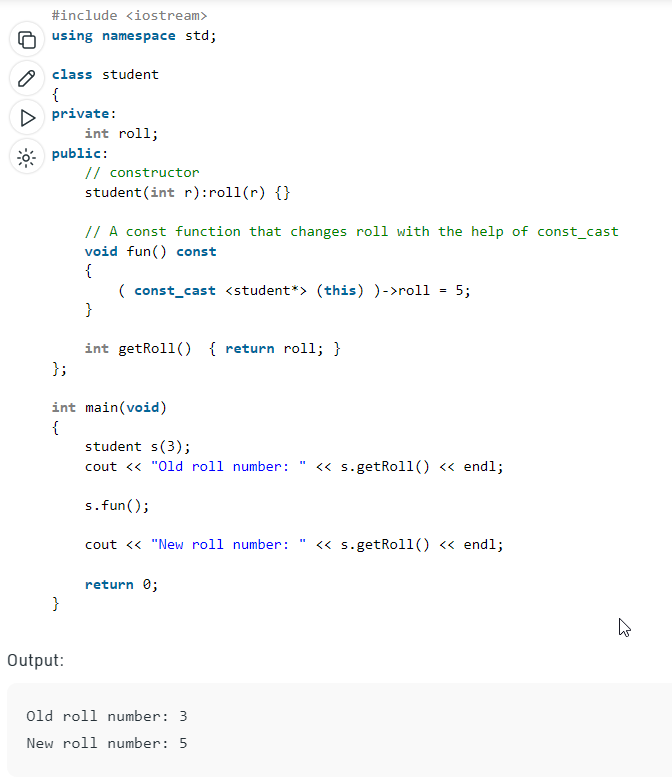 #include <iostream>
using namespace std;
class student
{
private:
    int roll;
public:
    // constructor
    student(int r):roll(r) {}
    // A const function that changes roll with the help of const_cast
    void fun() const
    {
        ( const_cast <student*> (this) )->roll = 5;
    }
    int getRoll()  { return roll; }
};
int main(void)
{
    student s(3);
    cout << "Old roll number: " << s.getRoll() << endl;
    s.fun();
    cout << "New roll number: " << s.getRoll() << endl;
    return 0;
}
Output:
Old roll number: 3
New roll number: 5